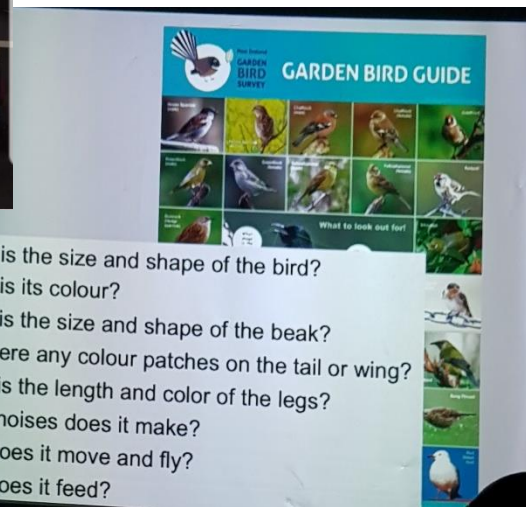 New Zealand
GARDEN
BIRD
SURVEY
GARDEN BIRD GUIDE
What to look out for!
is the size and shape of the bird?
is its colour?
is the size and shape of the beak?
ere any colour patches on the tail or wing?
is the length and color of the legs?
noises does it make?
oes it move and fly?
oes it feed?
Song Thrush